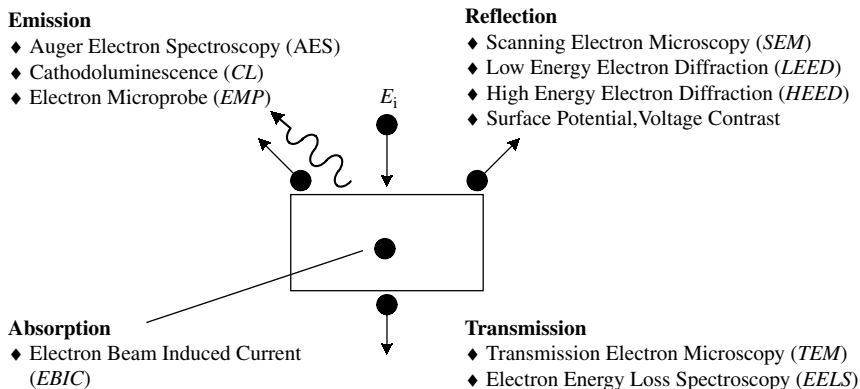 Emission
♦ Auger Electron Spectroscopy (AES)
♦ Cathodoluminescence (CL)
♦ Electron Microprobe (EMP)
Reflection
♦ Scanning Electron Microscopy (SEM)
♦ Low Energy Electron Diffraction (LEED)
♦ High Energy Electron Diffraction (HEED)
♦ Surface Potential,Voltage Contrast
Ei
Absorption
♦ Electron Beam Induced Current
(EBIC)
Transmission
♦ Transmission Electron Microscopy (TEM)
♦ Electron Energy Loss Spectroscopy (EELS)